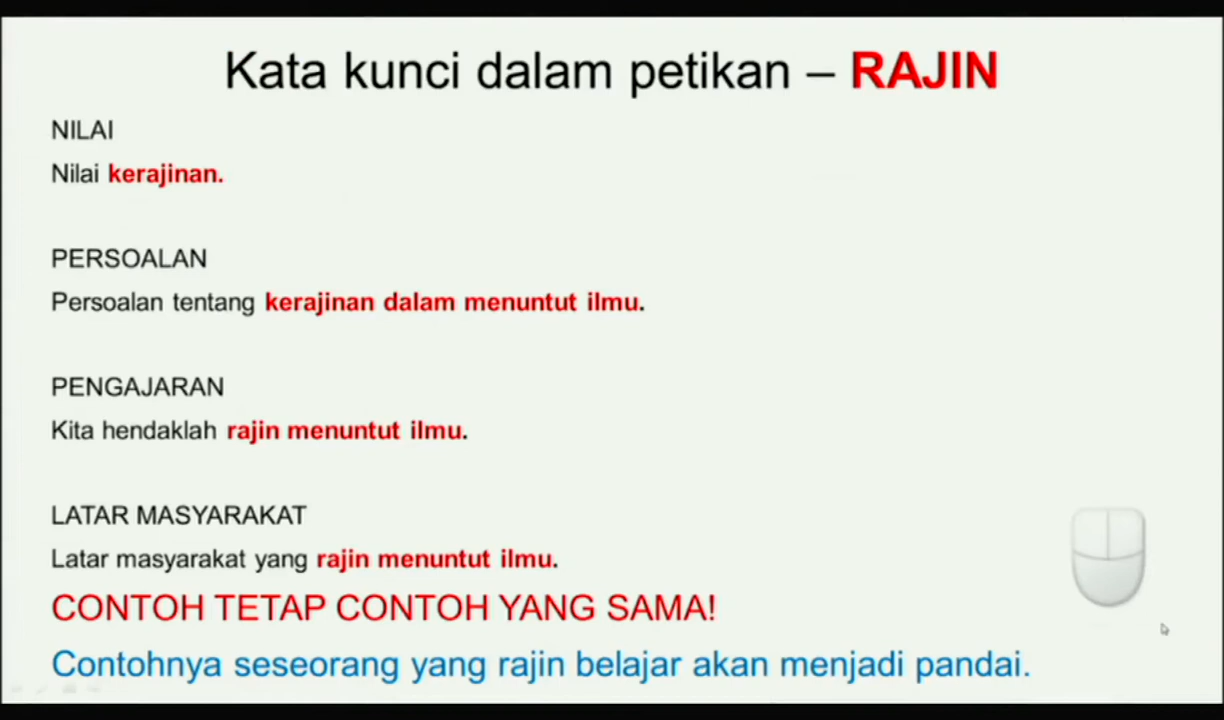 Kata kunci dalam petikan – RAJIN
NILAI
Nilai kerajinan.
PERSOALAN
Persoalan tentang kerajinan dalam menuntut ilmu.
PENGAJARAN
Kita hendaklah rajin menuntut ilmu.
LATAR MASYARAKAT
Latar masyarakat yang rajin menuntut ilmu.
CONTOH TETAP CONTOH YANG SAMA!
Contohnya seseorang yang rajin belajar akan menjadi pandai.